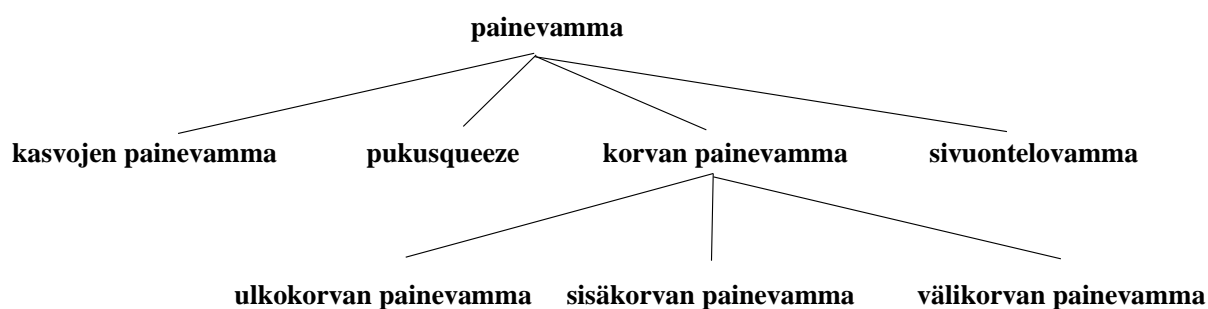 painevamma
kasvojen painevamma pukusqueeze korvan painevamma sivuontelovamma
ulkokorvan painevamma sisäkorvan painevamma välikorvan painevamma